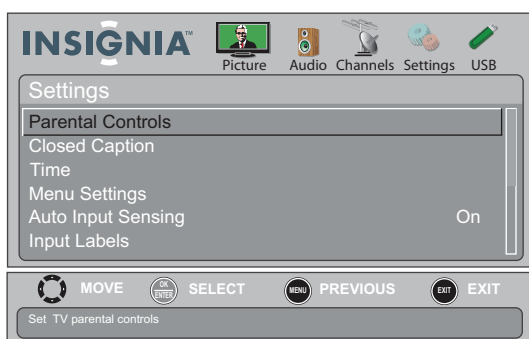 INSIGNIA™
Picture Audio Channels Settings USB
Settings
Parental Controls
Closed Caption
Time
Menu Settings
Auto Input Sensing On
Input Labels
MOVE OK ENTER SELECT MENU PREVIOUS EXIT EXIT
Set TV parental controls